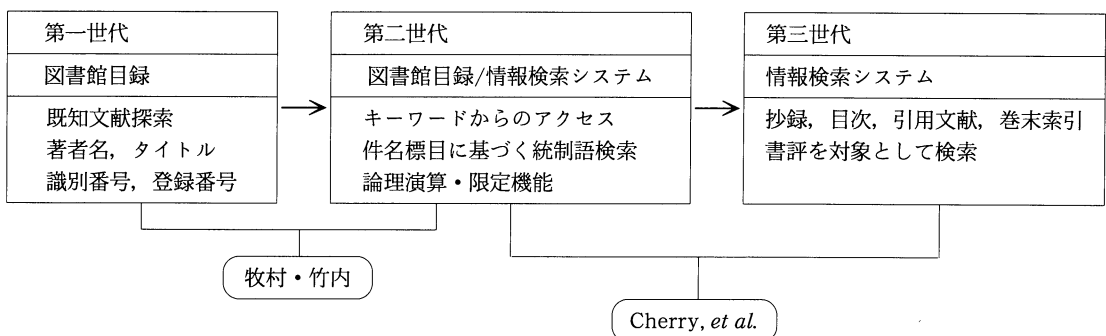 第一世代
図書館目録
既知文献探索
著者名，タイトル
識別番号，登録番号
第二世代
図書館目録/情報検索システム
キーワードからのアクセス
件名標目に基づく統制語検索
論理演算・限定機能
第三世代
情報検索システム
抄録，目次，引用文献，巻末索引
書評を対象として検索
牧村・竹内
Cherry, et al.